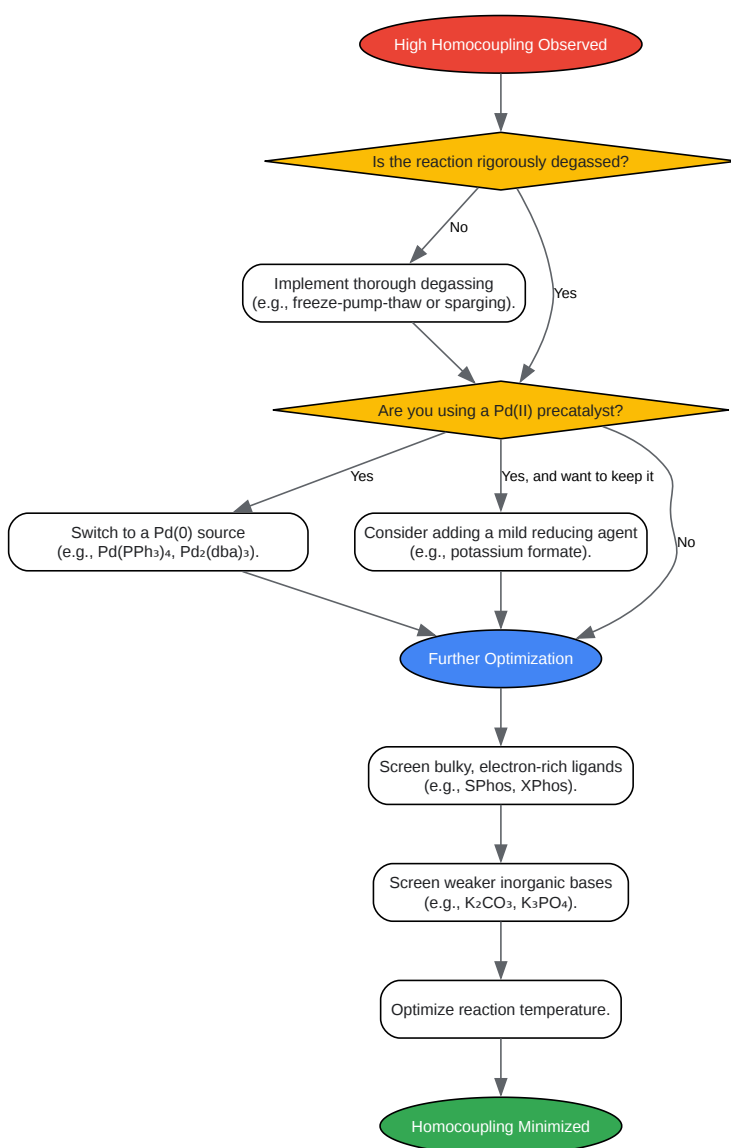 High Homocoupling Observed
Is the reaction rigorously degassed?
No
Implement thorough degassing
(e.g., freeze-pump-thaw or sparging).
Yes
Are you using a Pd(II) precatalyst?
Yes
Yes, and want to keep it
No
Switch to a Pd(0) source
(e.g., Pd(PPh₃)₄, Pd₂(dba)₃).
Consider adding a mild reducing agent
(e.g., potassium formate).
Further Optimization
Screen bulky, electron-rich ligands
(e.g., SPhos, XPhos).
Screen weaker inorganic bases
(e.g., K₂CO₃, K₃PO₄).
Optimize reaction temperature.
Homocoupling Minimized